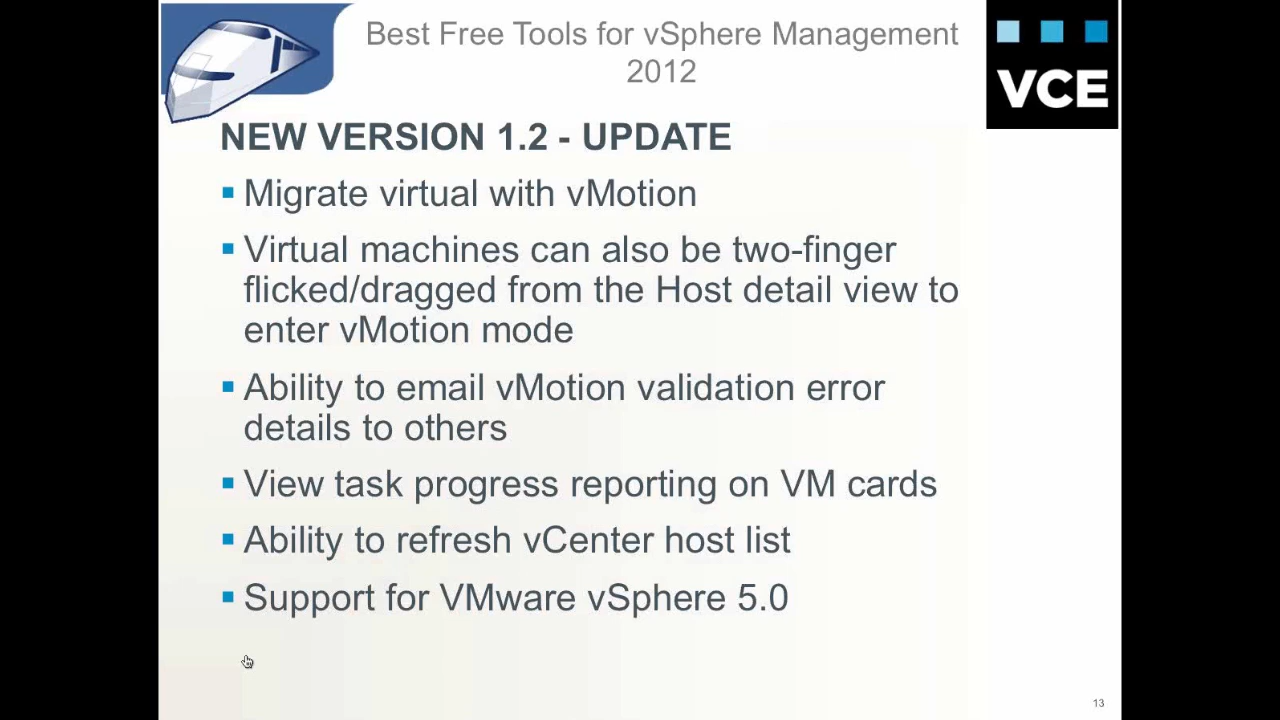 Best Free Tools for vSphere Management
2012
VCE
NEW VERSION 1.2 - UPDATE
▪ Migrate virtual with vMotion
▪ Virtual machines can also be two-finger
flicked/dragged from the Host detail view to
enter vMotion mode
▪ Ability to email vMotion validation error
details to others
▪ View task progress reporting on VM cards
▪ Ability to refresh vCenter host list
▪ Support for VMware vSphere 5.0
13